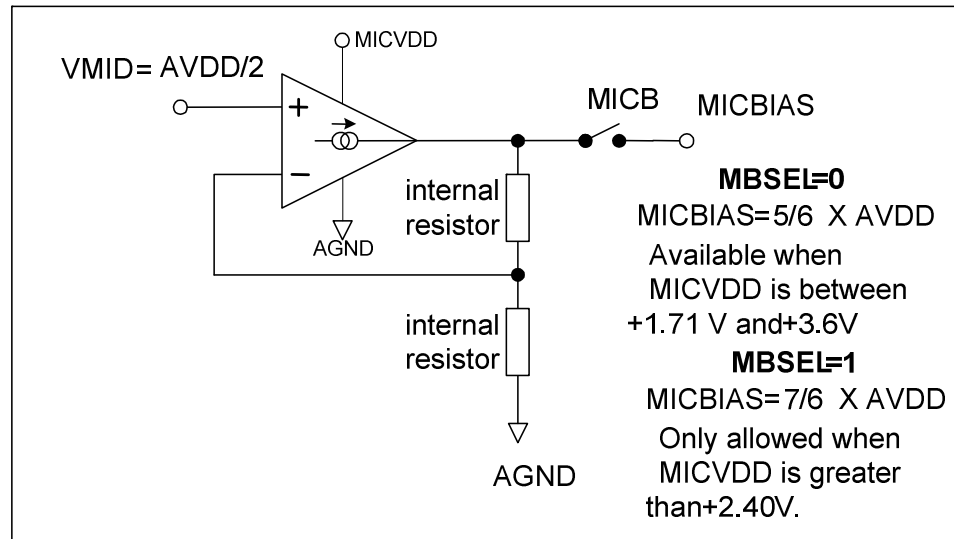 MICVDD
VMID= AVDD/2
MICB
MICBIAS
+
−
internal
resistor
AGND
internal
resistor
AGND
MBSEL=0
MICBIAS=5/6 X AVDD
Available when
MICVDD is between
+1.71 V and+3.6V
MBSEL=1
MICBIAS=7/6 X AVDD
Only allowed when
MICVDD is greater
than+2.40V.